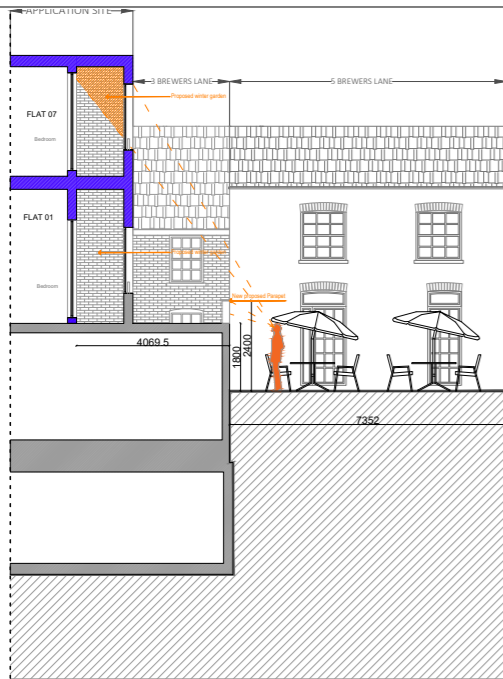 APPLICATION SITE
3 BREWERS LANE
5 BREWERS LANE
Proposed winter garden
FLAT 07
Bedroom
FLAT 01
Bedroom
New proposed Parapet
4069.5
1800
2400
7352